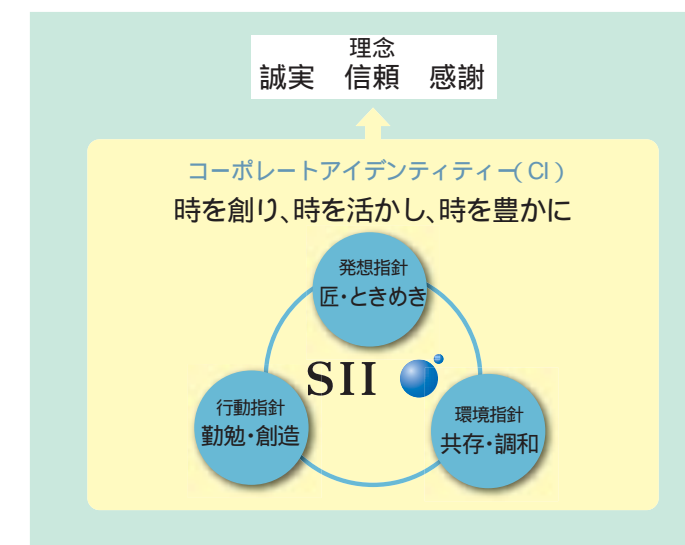 理念
誠実 信頼 感謝
コーポレートアイデンティティー(CI)
時を創り、時を活かし、時を豊かに
発想指針
匠・ときめき
SII
行動指針
勤勉・創造
環境指針
共存・調和